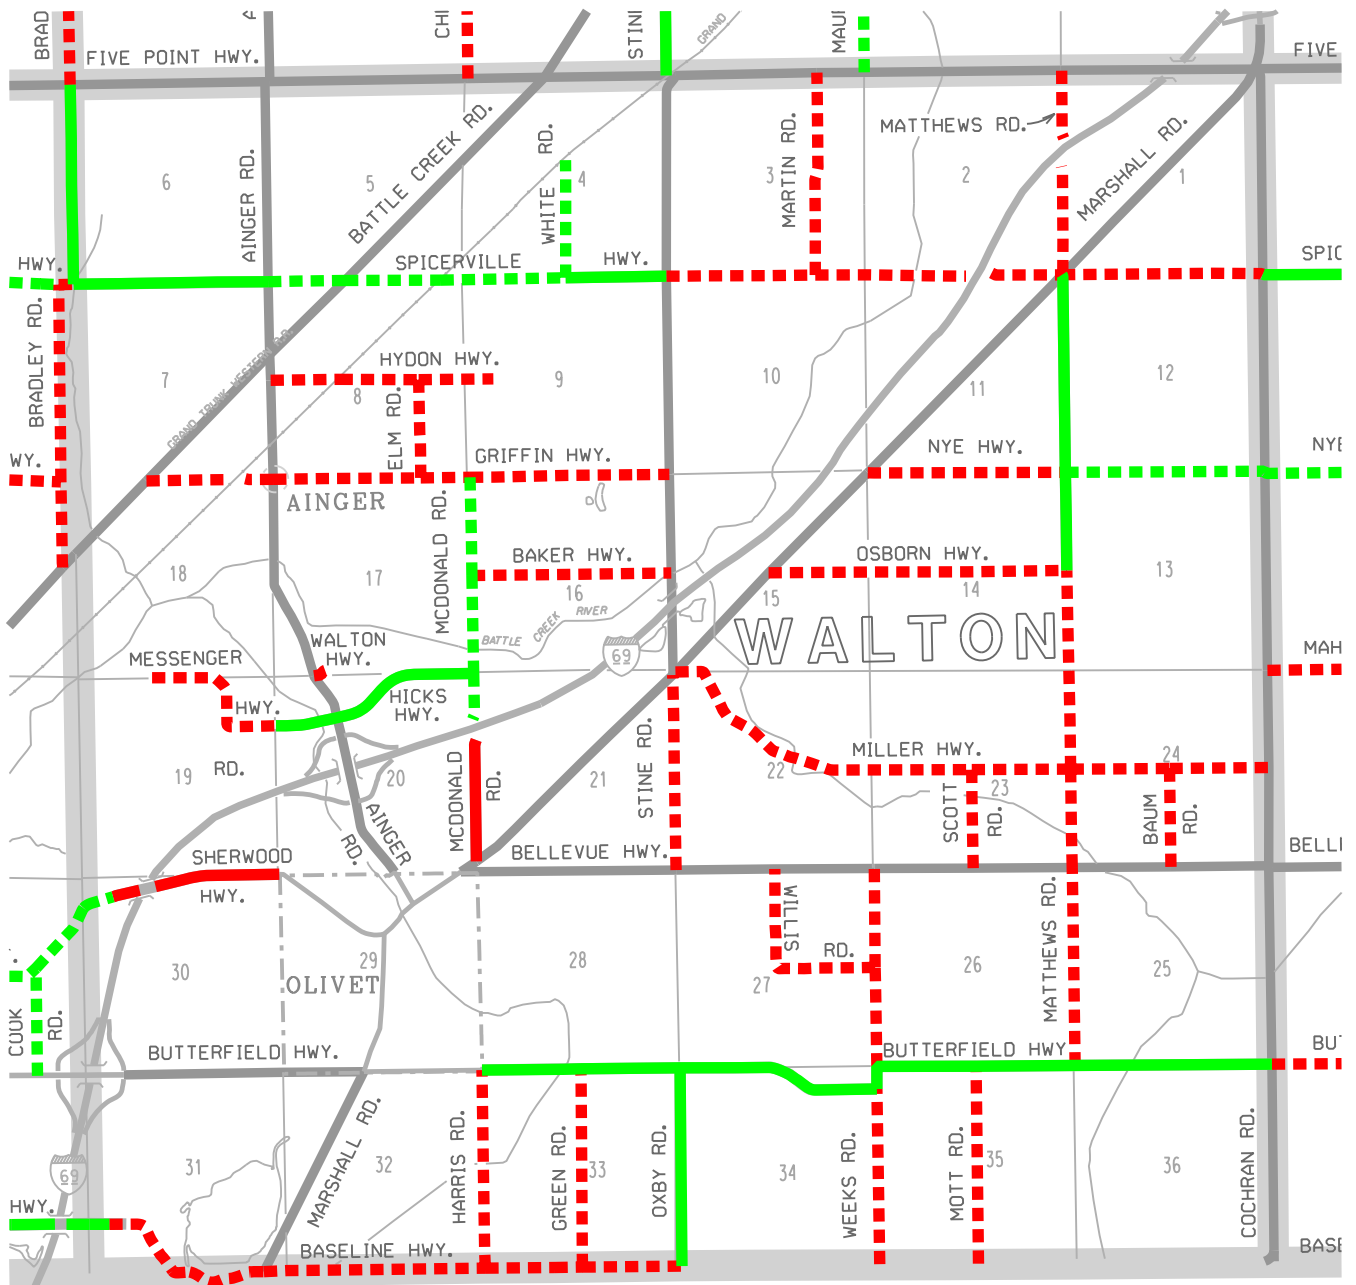 BRAD
CHI
STINE
GRAND
MAU
FIVE POINT HWY.
FIVE
BATTLE CREEK RD.
WHITE RD.
MARTIN RD.
MATTHEWS RD.
MARSHALL RD.
AINGER RD.
6
5
4
3
2
1
HWY.
SPICERVILLE HWY.
SPIC
BRADLEY RD.
GRAND TRUNK WESTERN R.R.
HYDON HWY.
7
8
ELM RD.
9
10
11
12
WY.
GRIFFIN HWY.
NYE HWY.
NYE
AINGER
MCDONALD RD.
BAKER HWY.
OSBORN HWY.
18
17
16
15
14
13
BATTLE CREEK RIVER
69
WALTON
WALTON
HWY.
MESSENGER
HWY.
HICKS
HWY.
MAH
RD.
19
20
21
22
23
24
MCDONALD
RD.
STINE RD.
MILLER HWY.
SCOTT
RD.
BAUM
RD.
AINGER
RD.
SHERWOOD
HWY.
BELLEVUE HWY.
BELL
WILLIS
RD.
MATTHEWS RD.
30
29
28
27
26
25
OLIVET
COOK
RD.
BUTTERFIELD HWY.
BUTTERFIELD HWY
BUT
MARSHALL RD.
HARRIS RD.
GREEN RD.
OXBY RD.
WEEKS RD.
MOTT RD.
COCHRAN RD.
31
32
33
34
35
36
69
HWY.
BASELINE HWY.
BASE